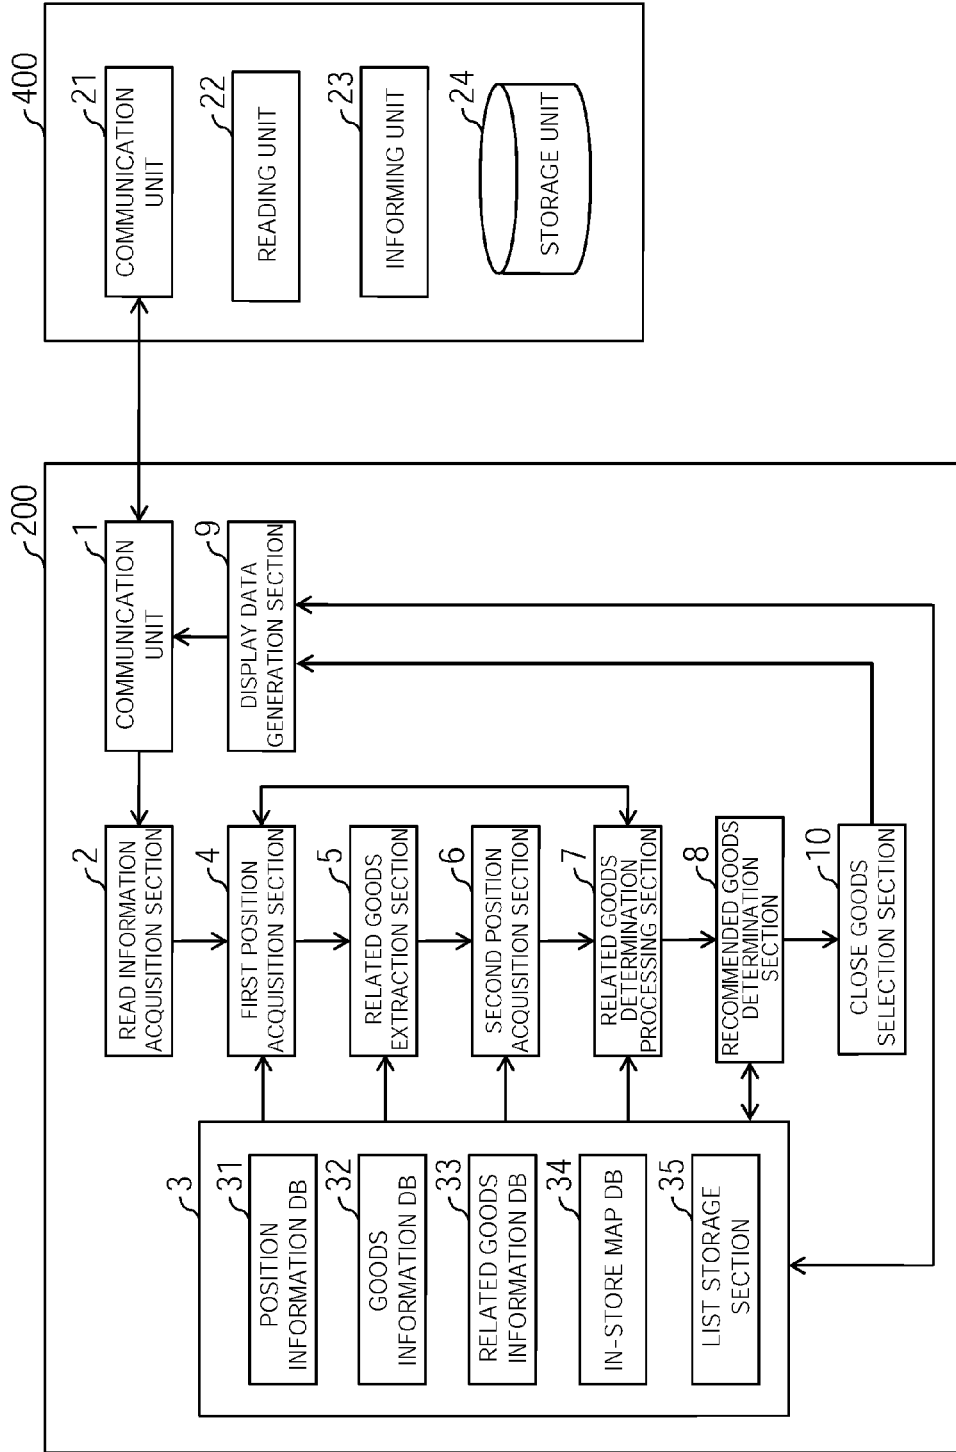 200
400
3
31
POSITION
INFORMATION DB
32
GOODS
INFORMATION DB
33
RELATED GOODS
INFORMATION DB
34
IN-STORE MAP DB
35
LIST STORAGE
SECTION
2
READ INFORMATION
ACQUISITION SECTION
4
FIRST POSITION
ACQUISITION SECTION
5
RELATED GOODS
EXTRACTION SECTION
6
SECOND POSITION
ACQUISITION SECTION
7
RELATED GOODS
DETERMINATION
PROCESSING SECTION
8
RECOMMENDED GOODS
DETERMINATION
SECTION
10
CLOSE GOODS
SELECTION SECTION
1
COMMUNICATION
UNIT
9
DISPLAY DATA
GENERATION SECTION
21
COMMUNICATION
UNIT
22
READING UNIT
23
INFORMING UNIT
24
STORAGE UNIT